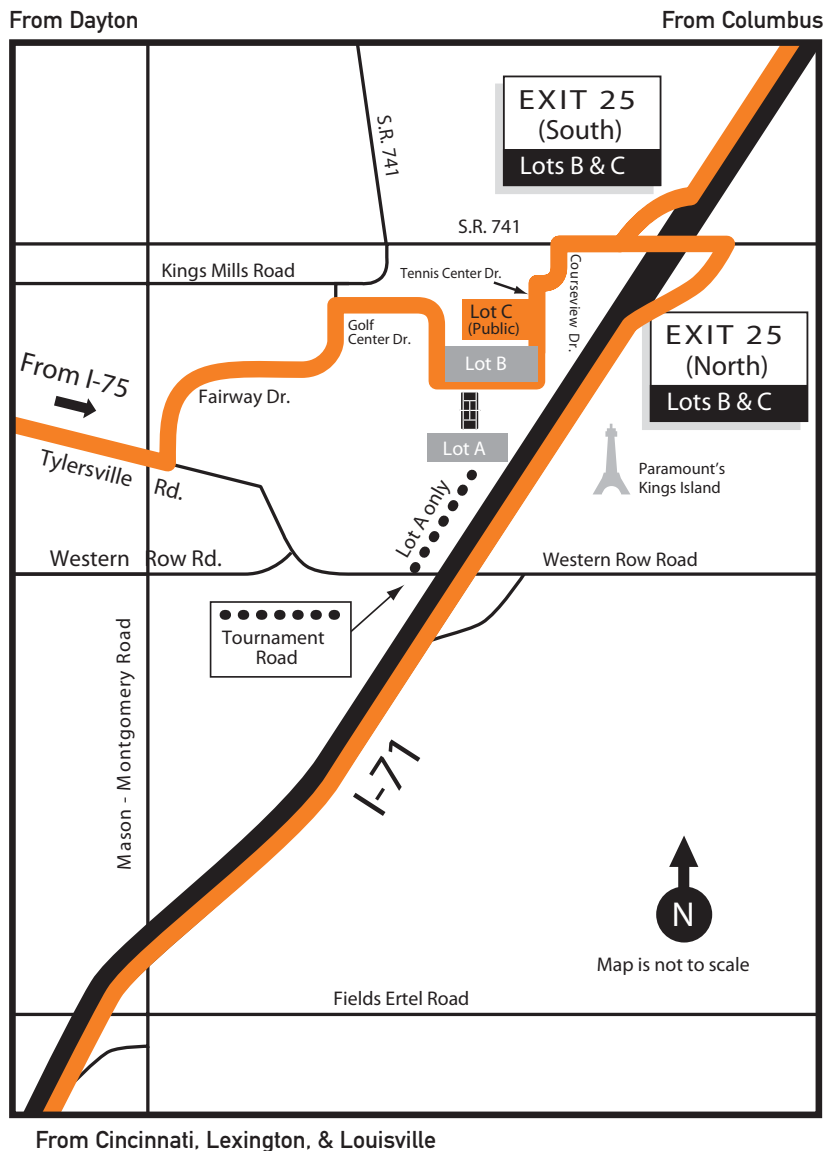 From Dayton
From Columbus
EXIT 25
(South)
Lots B & C
S.R. 741
S.R. 741
Kings Mills Road
Tennis Center Dr.
Courseview Dr.
Lot C
(Public)
Golf
Center Dr.
Lot B
EXIT 25
(North)
Lots B & C
From I-75
Fairway Dr.
Lot A
Tylersville Rd.
Paramount's
Kings Island
Lot A only
Western Row Rd.
Western Row Road
Tournament
Road
Mason - Montgomery Road
I-71
N
Map is not to scale
Fields Ertel Road
From Cincinnati, Lexington, & Louisville